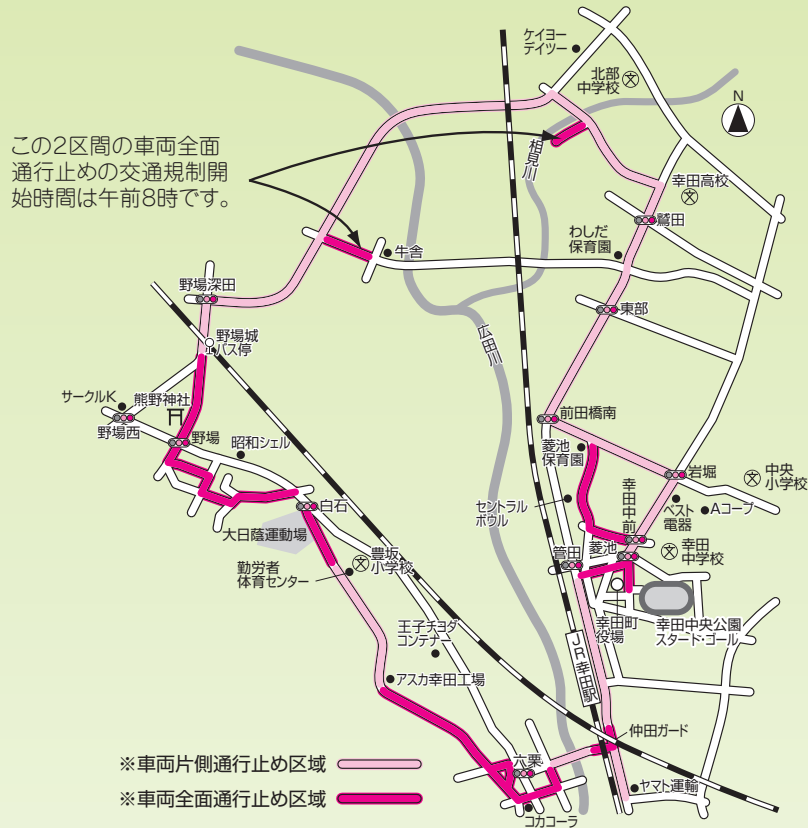 ケイヨー
デイツー
北部
中学校
N
この2区間の車両全面
通行止めの交通規制開
始時間は午前8時です。
相見川
幸田高校
鷲田
わしだ
保育園
牛舎
野場深田
東部
野場城
バス停
広田川
サークルK
熊野神社
野場西
野場
昭和シェル
前田橋南
菱池
保育園
岩堀
中央
小学校
セントラル
ボウル
幸田中前
ベスト
電器
Aコープ
白石
大日蔭運動場
豊坂
小学校
勤労者
体育センター
菅田
菱池
幸田
中学校
幸田町
役場
幸田中央公園
スタート・ゴール
王子チヨダ
コンテナー
JR幸田駅
アスカ幸田工場
仲田ガード
六栗
ヤマト運輸
コカコーラ
※車両片側通行止め区域
※車両全面通行止め区域